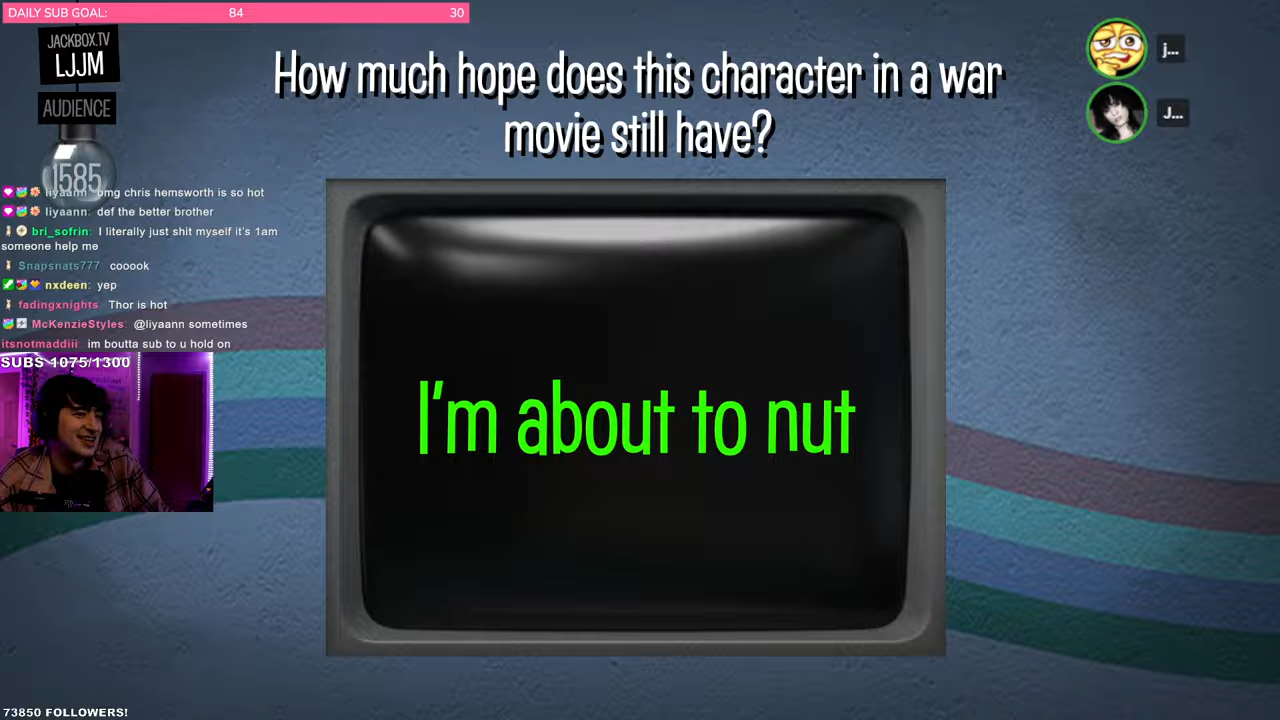 DAILY SUB GOAL: 84 30
JACKBOX.TV
LJJM
AUDIENCE
1585
How much hope does this character in a war
movie still have?
j...
J...
liyaann: omg chris hemsworth is so hot
liyaann: def the better brother
bri_sofrin: I literally just shit myself it's 1am
someone help me
Snapsnats777 cooook
nxdeen: yep
fadingxnights Thor is hot
McKenzieStyles: @liyaann sometimes
itsnotmaddiii: im boutta sub to u hold on
SUBS 1075/1300
I'm about to nut
73850 FOLLOWERS!